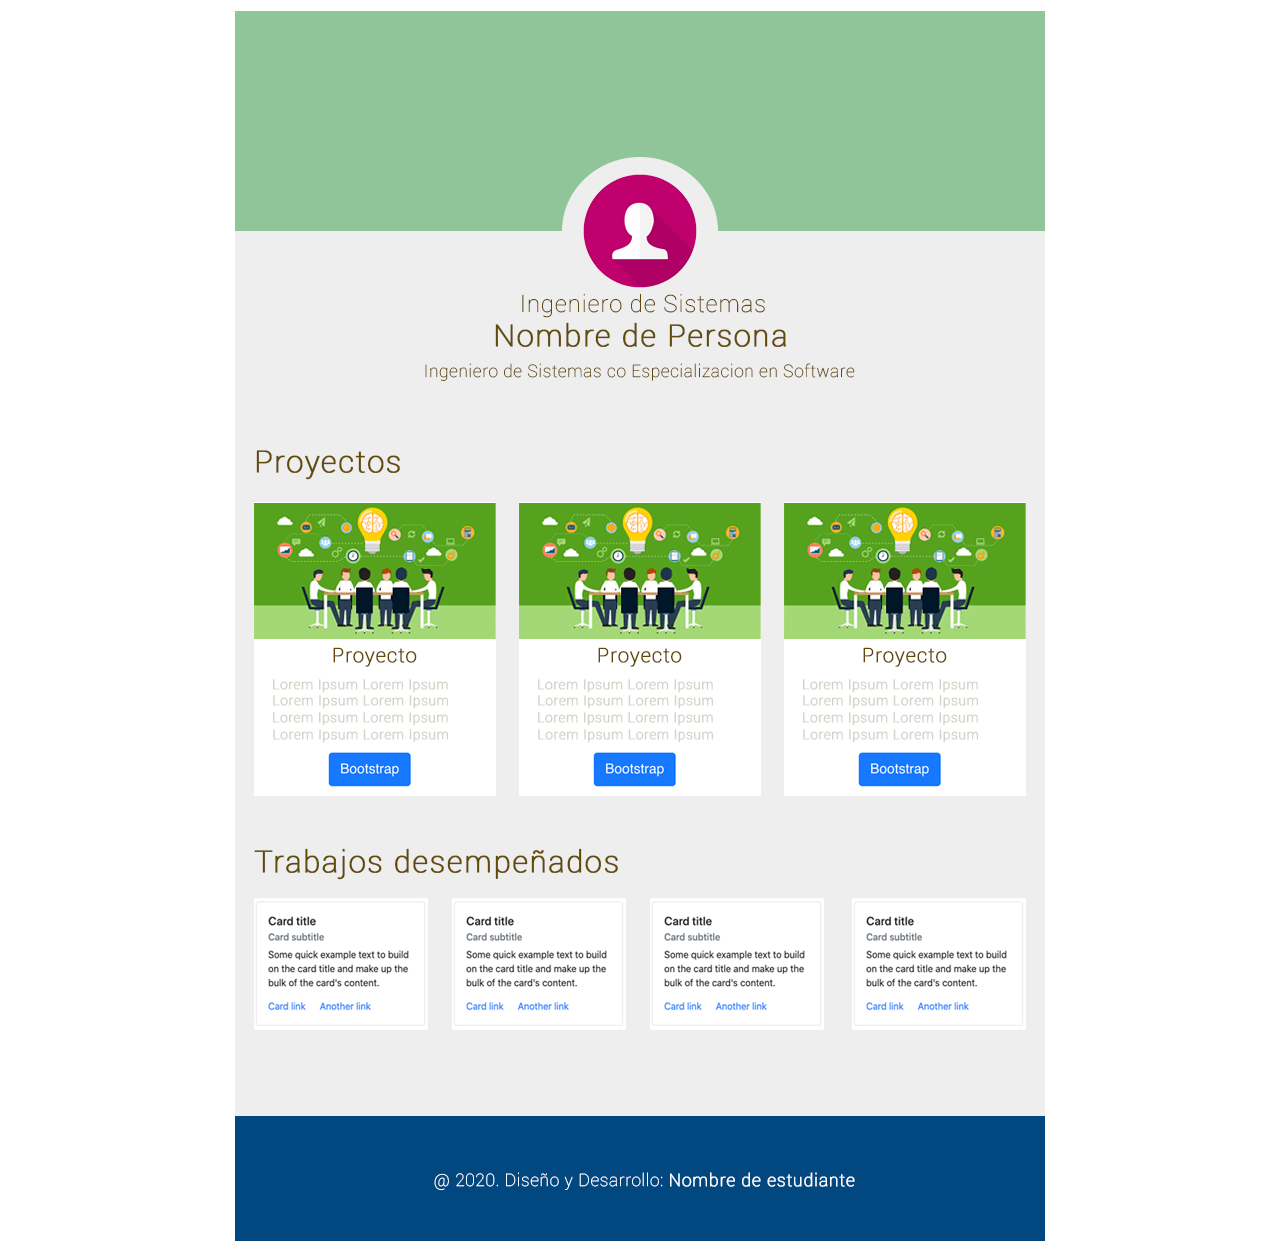 Ingeniero de Sistemas
Nombre de Persona
Ingeniero de Sistemas co Especializacion en Software
Proyectos
Proyecto
Lorem Ipsum Lorem Ipsum
Lorem Ipsum Lorem Ipsum
Lorem Ipsum Lorem Ipsum
Lorem Ipsum Lorem Ipsum
Bootstrap
Proyecto
Lorem Ipsum Lorem Ipsum
Lorem Ipsum Lorem Ipsum
Lorem Ipsum Lorem Ipsum
Lorem Ipsum Lorem Ipsum
Bootstrap
Proyecto
Lorem Ipsum Lorem Ipsum
Lorem Ipsum Lorem Ipsum
Lorem Ipsum Lorem Ipsum
Lorem Ipsum Lorem Ipsum
Bootstrap
Trabajos desempeñados
Card title
Card subtitle
Some quick example text to build
on the card title and make up the
bulk of the card's content.
Card link Another link
Card title
Card subtitle
Some quick example text to build
on the card title and make up the
bulk of the card's content.
Card link Another link
Card title
Card subtitle
Some quick example text to build
on the card title and make up the
bulk of the card's content.
Card link Another link
Card title
Card subtitle
Some quick example text to build
on the card title and make up the
bulk of the card's content.
Card link Another link
@ 2020. Diseño y Desarrollo: Nombre de estudiante